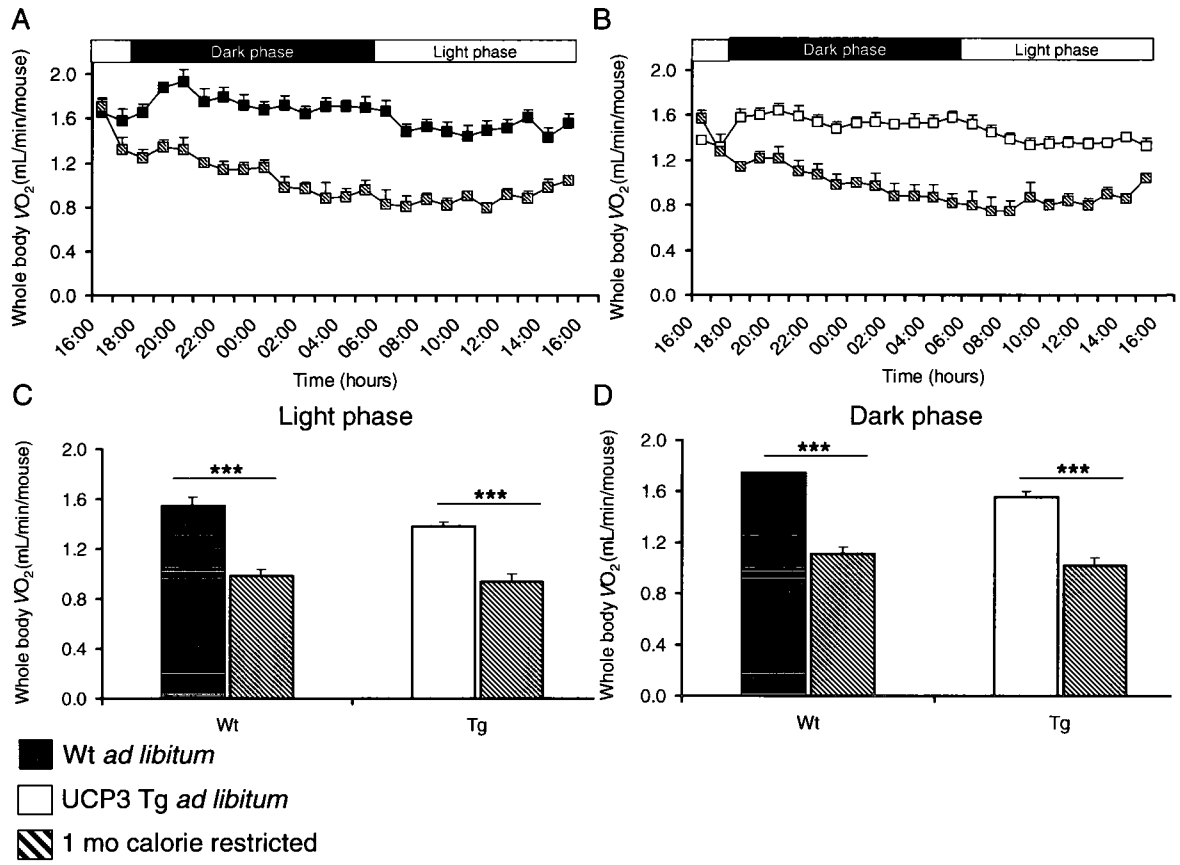 A
Dark phase
Light phase
Whole body VO2(mL/min/mouse)
2.0
1.6
1.2
0.8
0.4
0.0
16:00
18:00
20:00
22:00
00:00
02:00
04:00
06:00
08:00
10:00
12:00
14:00
16:00
Time (hours)
B
Dark phase
Light phase
Whole body VO2(mL/min/mouse)
2.0
1.6
1.2
0.8
0.4
0.0
16:00
18:00
20:00
22:00
00:00
02:00
04:00
06:00
08:00
10:00
12:00
14:00
16:00
Time (hours)
C
Light phase
Whole body VO2(mL/min/mouse)
2.0
1.6
1.2
0.8
0.4
0.0
***
***
Wt
Tg
D
Dark phase
Whole body VO2(mL/min/mouse)
2.0
1.6
1.2
0.8
0.4
0.0
***
***
Wt
Tg
Wt ad libitum
UCP3 Tg ad libitum
1 mo calorie restricted